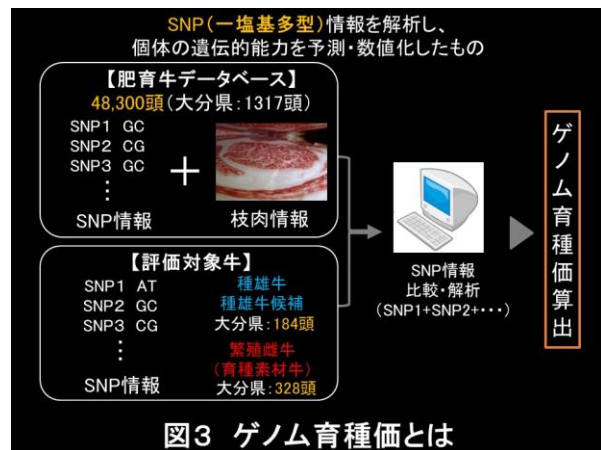 SNP(一塩基多型)情報を解析し、
個体の遺伝的能力を予測・数値化したもの
【肥育牛データベース】
48,300頭(大分県:1317頭)
SNP1 GC
SNP2 CG
SNP3 GC
⋮
SNP情報
+
枝肉情報
【評価対象牛】
SNP1 AT
SNP2 GC
SNP3 CG
⋮
SNP情報
種雄牛
種雄牛候補
大分県:184頭
繁殖雌牛
(育種素材牛)
大分県:328頭
SNP情報
比較・解析
(SNP1+SNP2+・・・)
ゲノム育種価算出
図3 ゲノム育種価とは